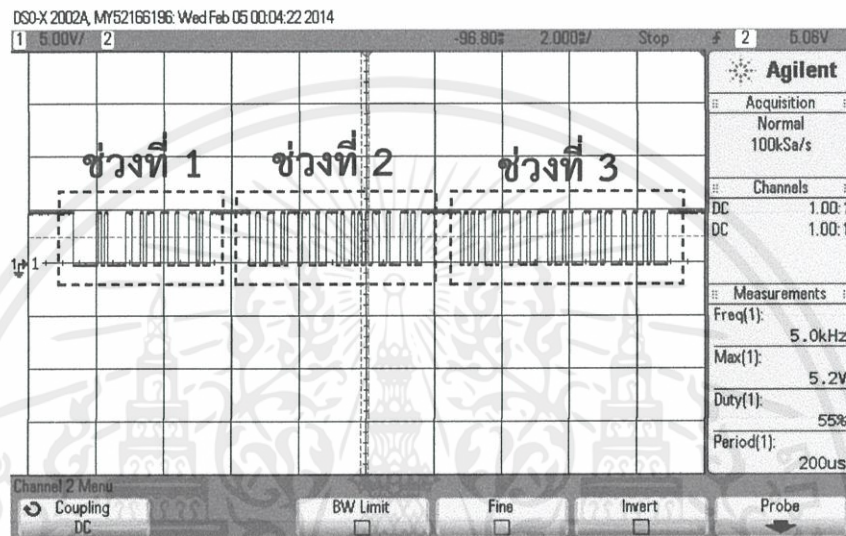 DSO-X 2002A, MY52166196: Wed Feb 05 00:04:22 2014
1 5.00V/ 2 -96.80s 2.000s/ Stop 2 5.06V
Agilent
Acquisition
Normal
100kSa/s
Channels
DC 1.00:1
DC 1.00:1
Measurements
Freq(1):
5.0kHz
Max(1):
5.2V
Duty(1):
55%
Period(1):
200us
ช่วงที่ 1 ช่วงที่ 2 ช่วงที่ 3
1 1
Channel 2 Menu
Coupling BW Limit Fine Invert Probe
DC